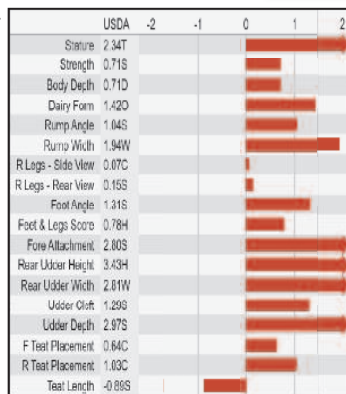 USDA -2 -1 0 1 2
Stature 2.34T
Strength 0.71S
Body Depth 0.71D
Dairy Form 1.42O
Rump Angle 1.04S
Rump Width 1.94W
R Legs - Side View 0.07C
R Legs - Rear View 0.15S
Foot Angle 1.31S
Feet & Legs Score 0.78H
Fore Attachment 2.80S
Rear Udder Height 3.43H
Rear Udder Width 2.81W
Udder Cleft 1.29S
Udder Depth 2.97S
F Teat Placement 0.64C
R Teat Placement 1.03C
Teat Length -0.89S